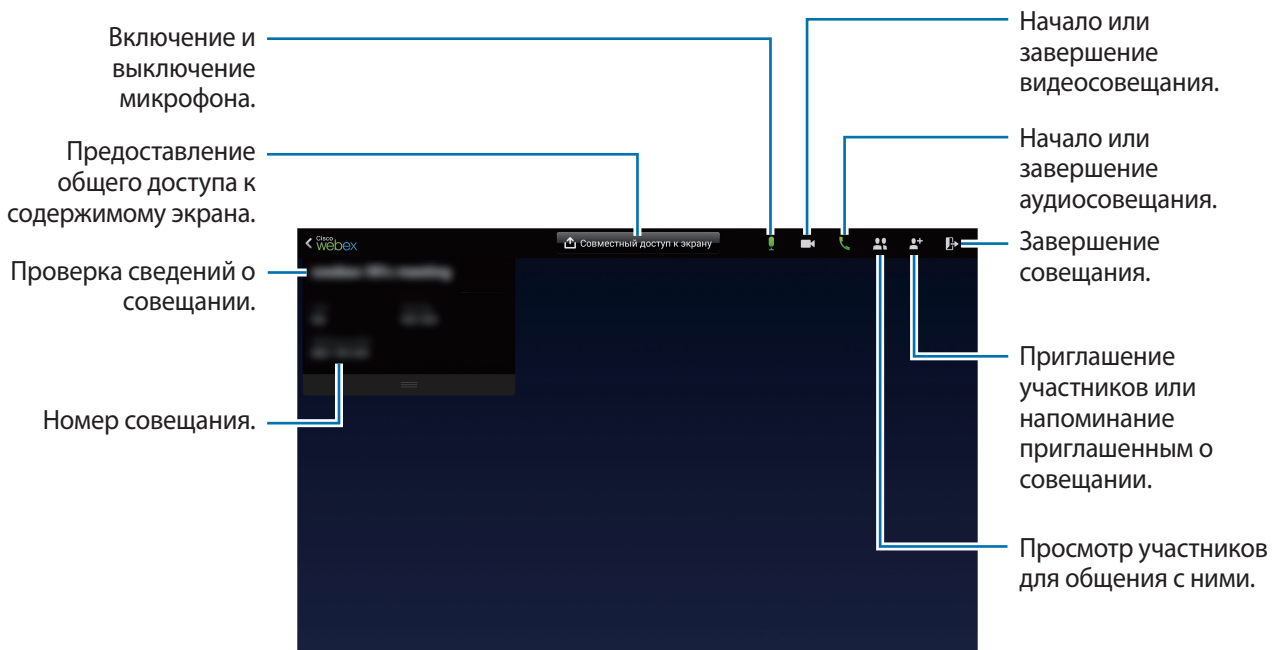 Включение и
выключение
микрофона.
Предоставление
общего доступа к
содержимому экрана.
Проверка сведений о
совещании.
Номер совещания.
Cisco
webex
Совместный доступ к экрану
Начало или
завершение
видеосовещания.
Начало или
завершение
аудиосовещания.
Завершение
совещания.
Приглашение
участников или
напоминание
приглашенным о
совещании.
Просмотр участников
для общения с ними.